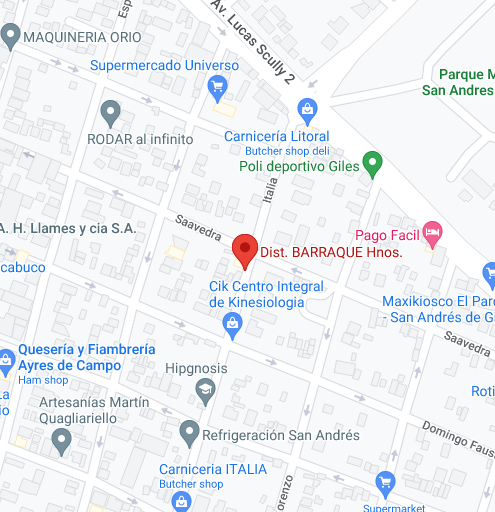 Av. Lucas Scully 2
MAQUINERIA ORIO
Supermercado Universo
Parque M
San Andres
RODAR al infinito
Carnicería Litoral
Butcher shop deli
Poli deportivo Giles
Italia
Saavedra
A. H. Llames y cia S.A.
Pago Facil
Dist. BARRAQUE Hnos.
cabuco
Cik Centro Integral
de Kinesiologia
Maxikiosco El Par
- San Andrés de G
Saavedra
Quesería y Fiambrería
Ayres de Campo
Ham shop
Hipgnosis
La
io
Roti
Artesanías Martín
Quagliariello
Refrigeración San Andrés
Domingo Faus
Carniceria ITALIA
Butcher shop
orenzo
Supermarket